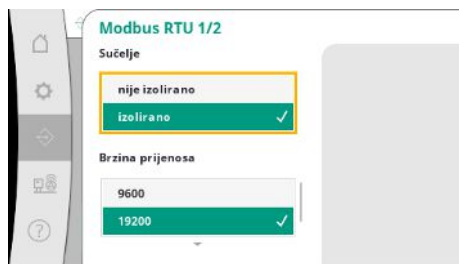 Modbus RTU 1/2
Sučelje
nije izolirano
izolirano
Brzina prijenosa
9600
19200
?